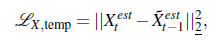 ℒ_{X,temp} = ||X_t^{est} − X̃_{t−1}^{est}||_2^2,